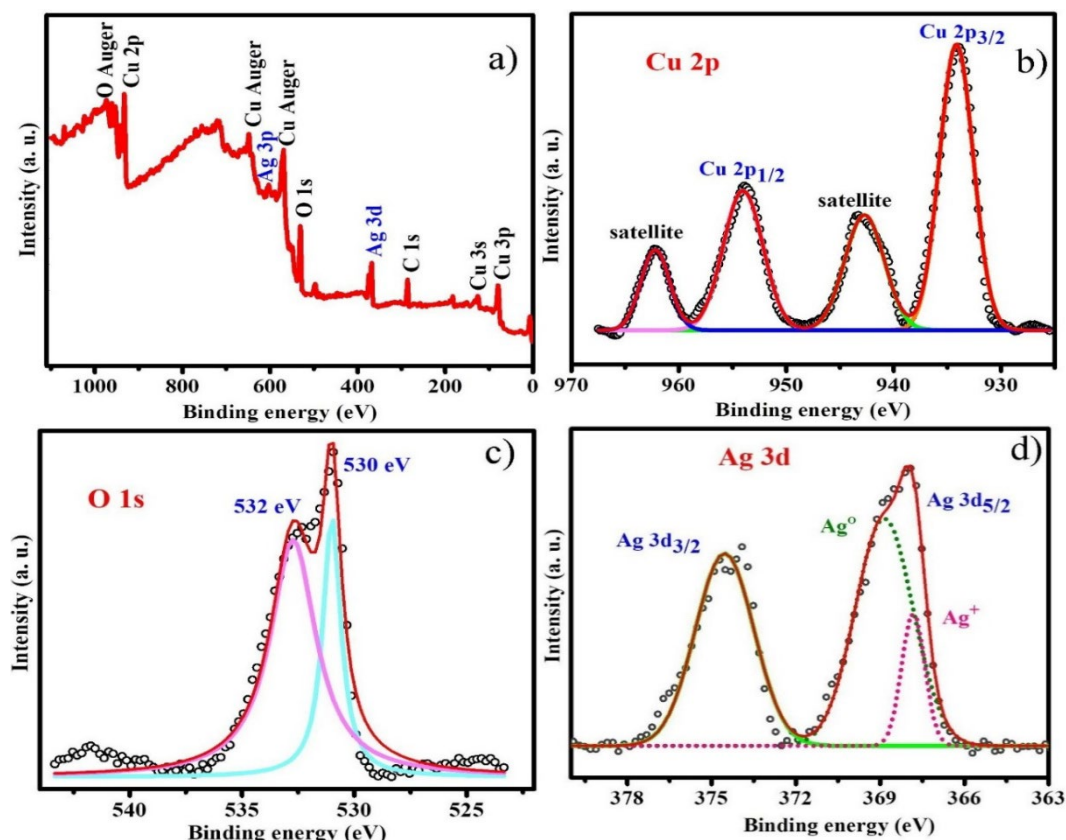 a)
O Auger
Cu 2p
Cu Auger
Ag 3p
Cu Auger
O 1s
Ag 3d
C 1s
Cu 3s
Cu 3p
Intensity (a. u.)
1000 800 600 400 200 0
Binding energy (eV)
b)
Cu 2p
Cu 2p3/2
Cu 2p1/2
satellite
satellite
Intensity (a. u.)
970 960 950 940 930
Binding energy (eV)
c)
O 1s
530 eV
532 eV
Intensity (a. u.)
540 535 530 525
Binding energy (eV)
d)
Ag 3d
Ag 3d5/2
Ag⁰
Ag 3d3/2
Ag⁺
Intensity (a. u.)
378 375 372 369 366 363
Binding energy (eV)